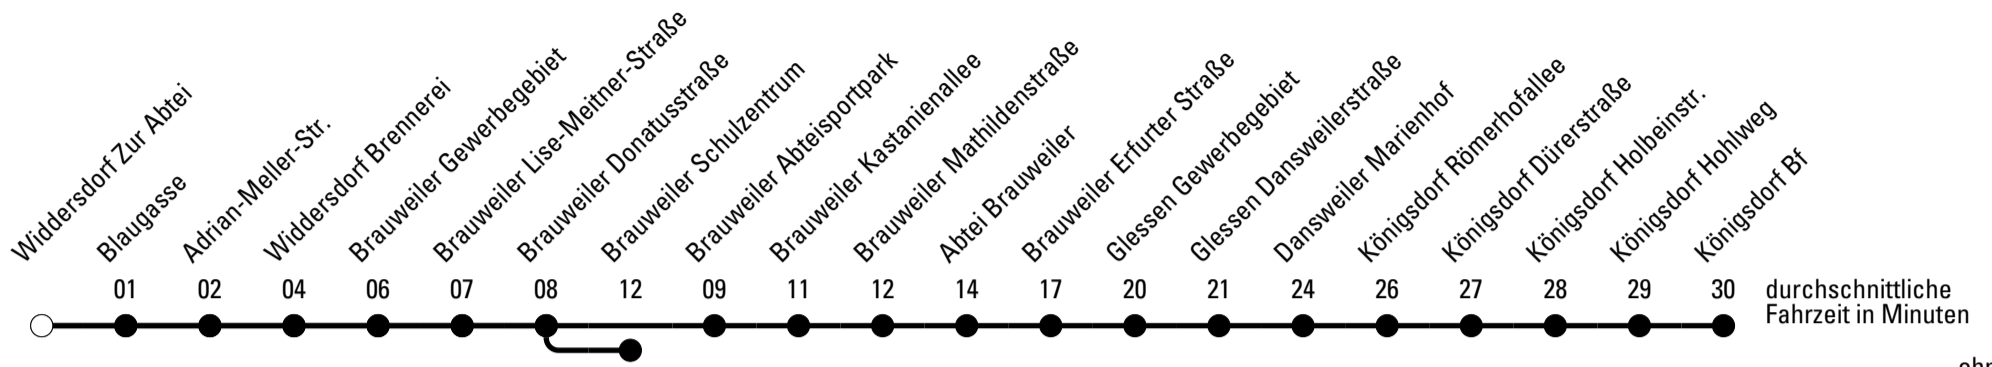 Widdersdorf Zur Abtei
Blaugasse
Adrian-Meller-Str.
Widdersdorf Brennerei
Brauweiler Gewerbegebiet
Brauweiler Lise-Meitner-Straße
Brauweiler Donatusstraße
Brauweiler Schulzentrum
Brauweiler Abteisportpark
Brauweiler Kastanienallee
Brauweiler Mathildenstraße
Abtei Brauweiler
Brauweiler Erfurter Straße
Glessen Gewerbegebiet
Glessen Dansweilerstraße
Dansweiler Marienhof
Königsdorf Römerhofallee
Königsdorf Dürerstraße
Königsdorf Holbeinstr.
Königsdorf Hohlweg
Königsdorf Bf
01 02 04 06 07 08 12 09 11 12 14 17 20 21 24 26 27 28 29 30 durchschnittliche
Fahrzeit in Minuten